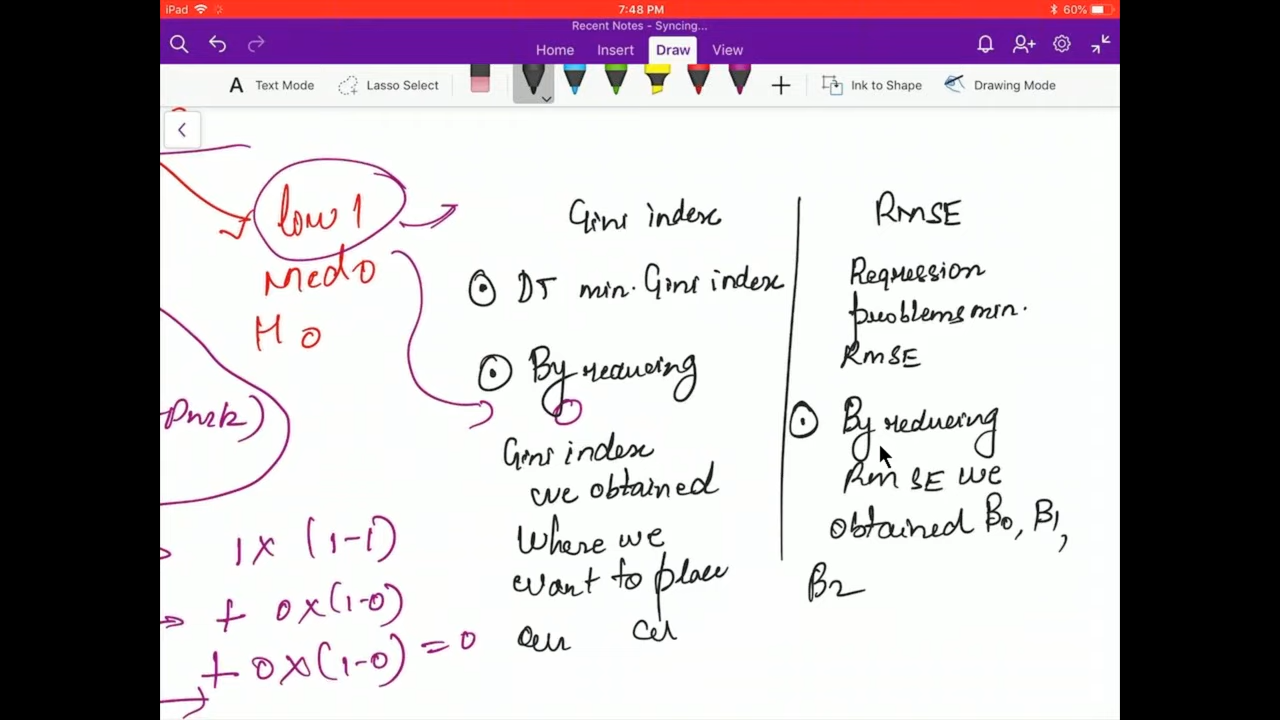 iPad
7:48 PM
60%
Recent Notes - Syncing...
Home Insert Draw View
A Text Mode
Lasso Select
Ink to Shape
Drawing Mode
low 1
Med 0
H 0
1 x (1-1)
+ 0 x (1-0)
+ 0 x (1-0) = 0
Gini index
DT min. Gini index
By reducing
Gini index
we obtained
where we
want to place
our
RMSE
Regression
problems min.
RMSE
By reducing
RMSE we
obtained B0, B1,
B2